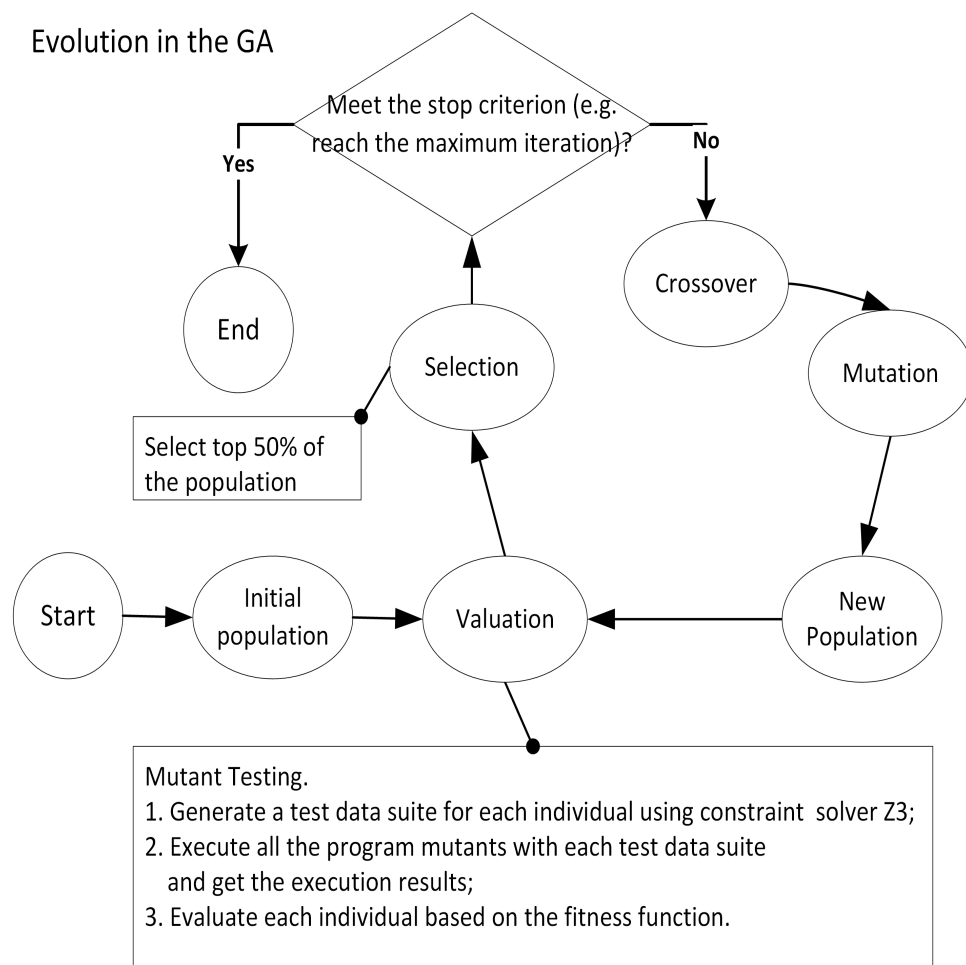 Evolution in the GA
Meet the stop criterion (e.g.
reach the maximum iteration)?
Yes
No
Crossover
End
Selection
Mutation
Select top 50% of
the population
Start
Initial
population
Valuation
New
Population
Mutant Testing.
1. Generate a test data suite for each individual using constraint  solver Z3;
2. Execute all the program mutants with each test data suite
and get the execution results;
3. Evaluate each individual based on the fitness function.